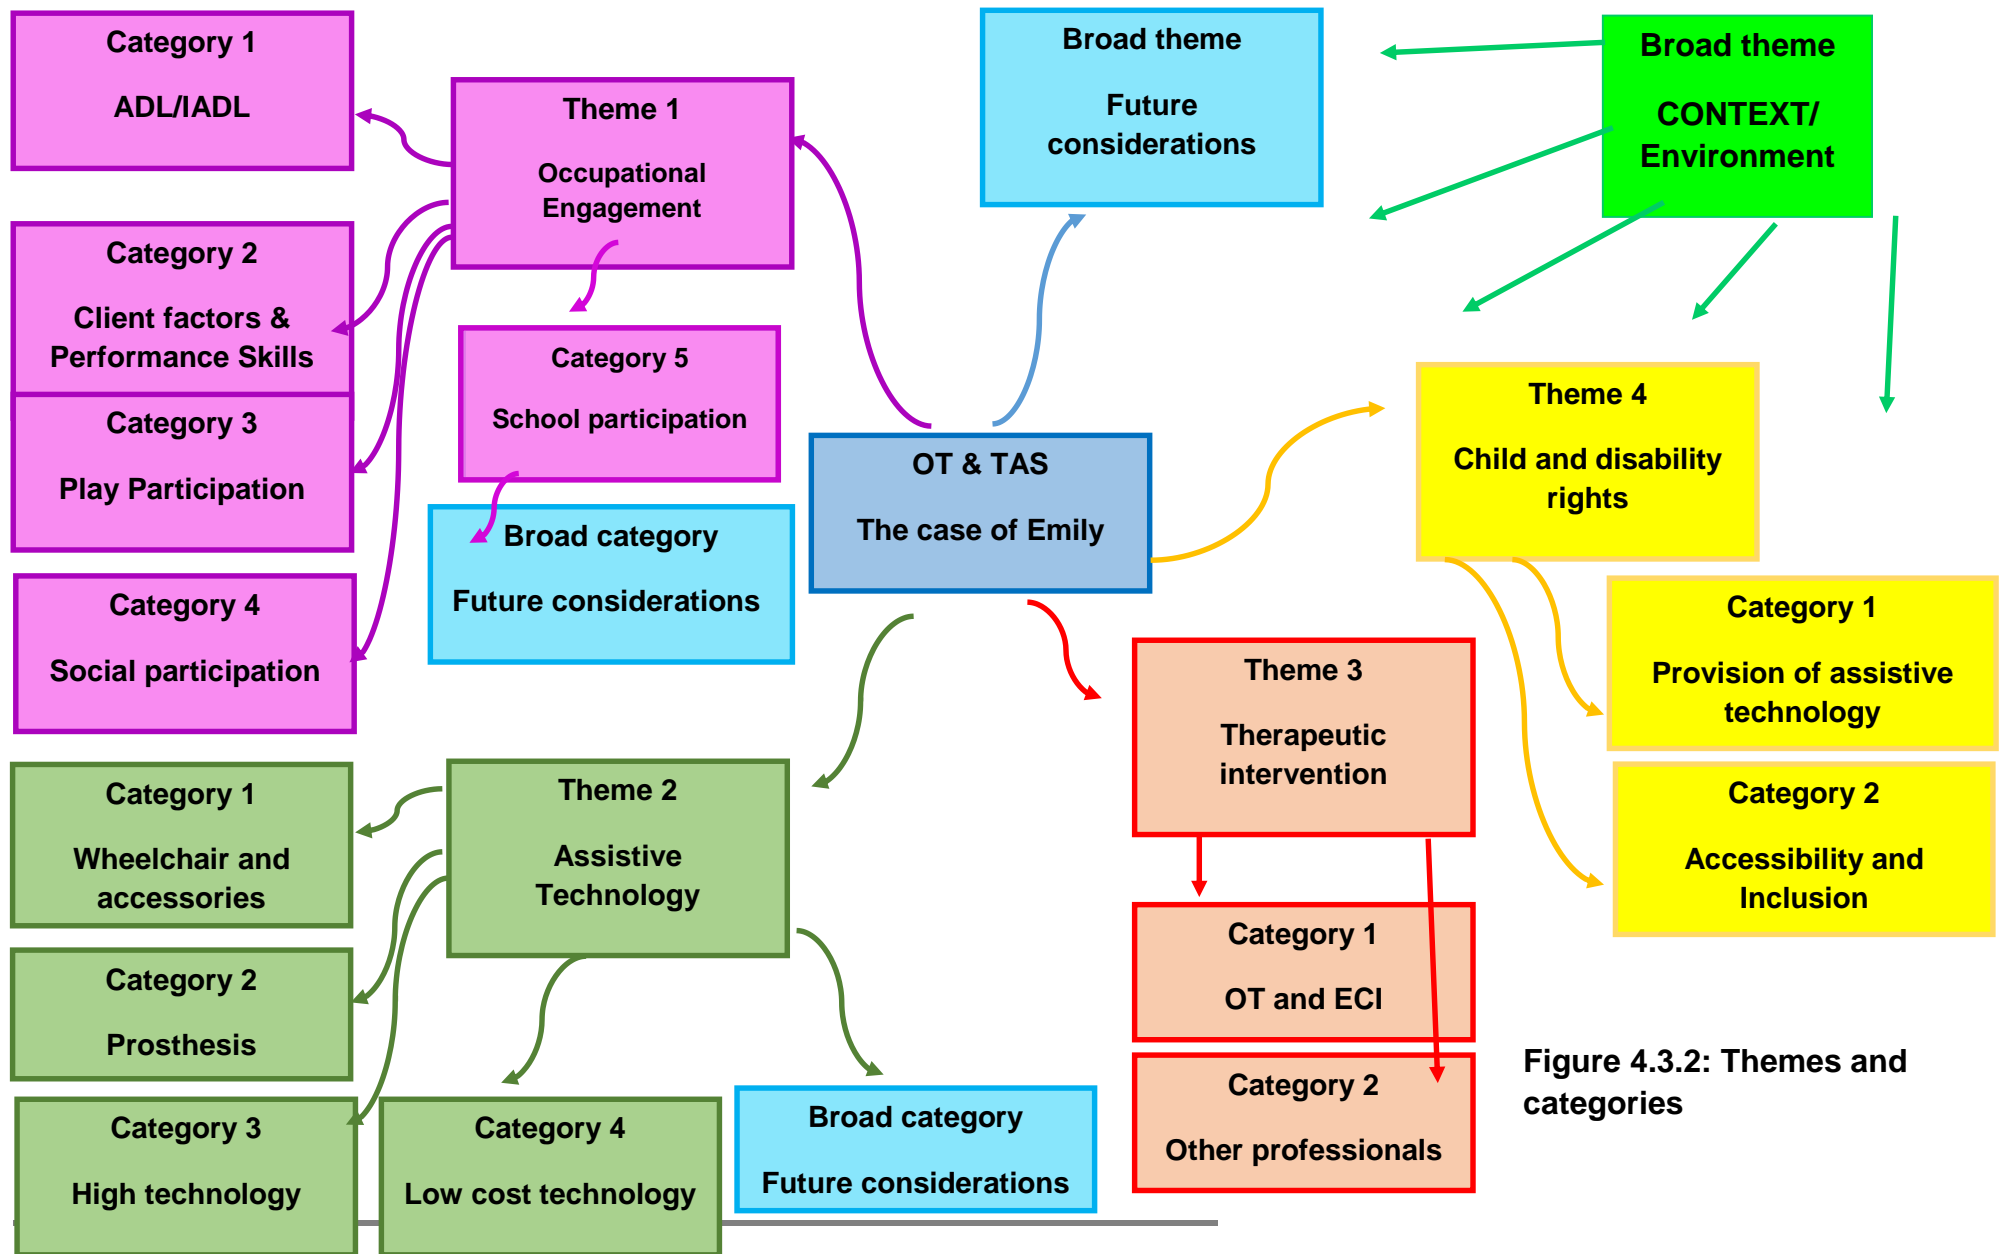 Category 1
ADL/IADL
Theme 1
Occupational
Engagement
Broad theme
Future
considerations
Broad theme
CONTEXT/
Environment
Category 2
Client factors &
Performance Skills
Category 3
Play Participation
Category 4
Social participation
Category 5
School participation
Broad category
Future considerations
OT & TAS
The case of Emily
Theme 4
Child and disability
rights
Category 1
Provision of assistive
technology
Category 2
Accessibility and
Inclusion
Theme 3
Therapeutic
intervention
Category 1
OT and ECI
Category 2
Other professionals
Theme 2
Assistive
Technology
Category 1
Wheelchair and
accessories
Category 2
Prosthesis
Category 3
High technology
Category 4
Low cost technology
Broad category
Future considerations
Figure 4.3.2: Themes and
categories